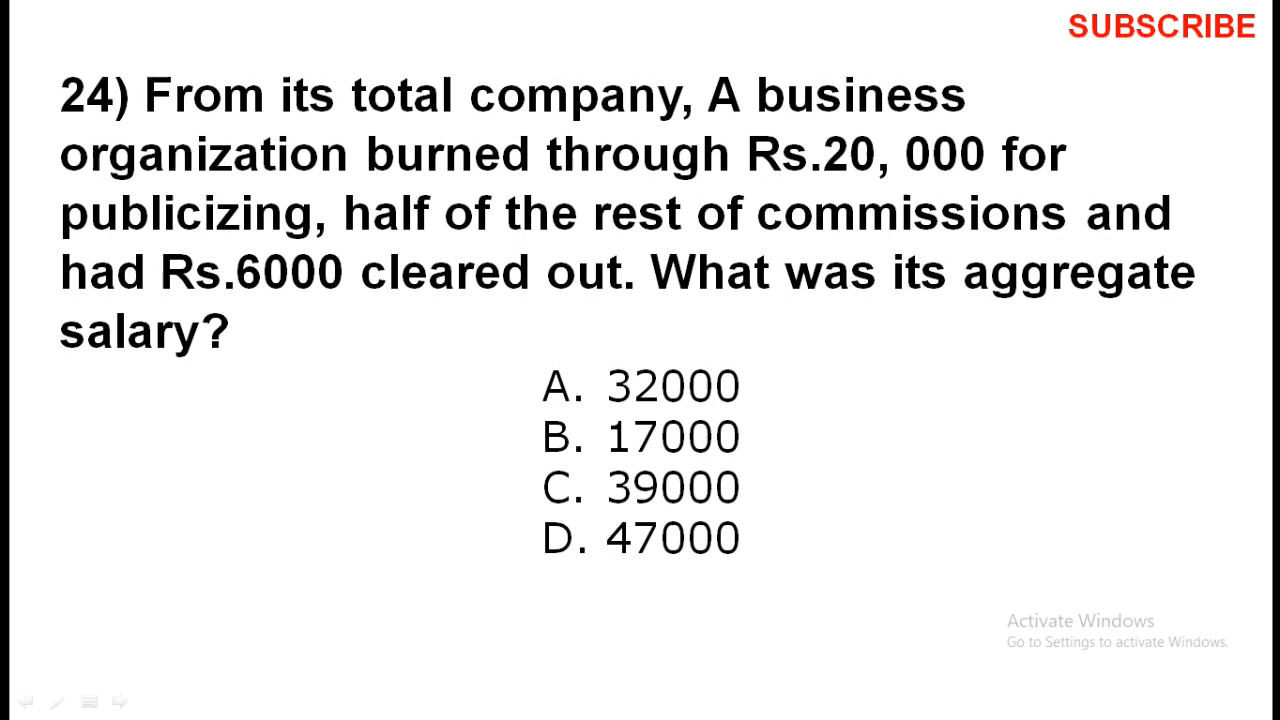 SUBSCRIBE
24) From its total company, A business
organization burned through Rs.20, 000 for
publicizing, half of the rest of commissions and
had Rs.6000 cleared out. What was its aggregate
salary?
A. 32000
B. 17000
C. 39000
D. 47000
Activate Windows
Go to Settings to activate Windows.